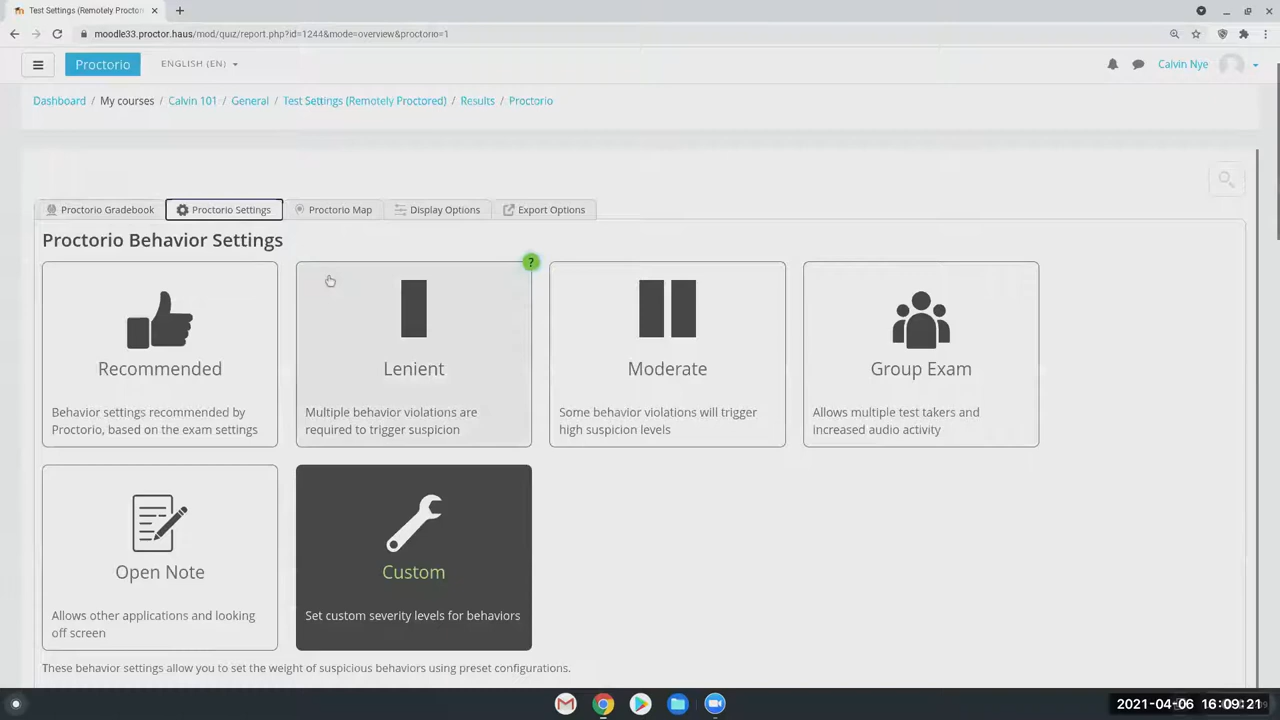 Test Settings (Remotely Proctor
moodle33.proctor.haus/mod/quiz/report.php?id=1244&mode=overview&proctorio=1
Proctorio
ENGLISH (EN)
Calvin Nye
Dashboard / My courses / Calvin 101 / General / Test Settings (Remotely Proctored) / Results / Proctorio
Proctorio Gradebook
Proctorio Settings
Proctorio Map
Display Options
Export Options
Proctorio Behavior Settings
?
Recommended
Behavior settings recommended by
Proctorio, based on the exam settings
Lenient
Multiple behavior violations are
required to trigger suspicion
Moderate
Some behavior violations will trigger
high suspicion levels
Group Exam
Allows multiple test takers and
increased audio activity
Open Note
Allows other applications and looking
off screen
Custom
Set custom severity levels for behaviors
These behavior settings allow you to set the weight of suspicious behaviors using preset configurations.
2021-04-06 16:09:21